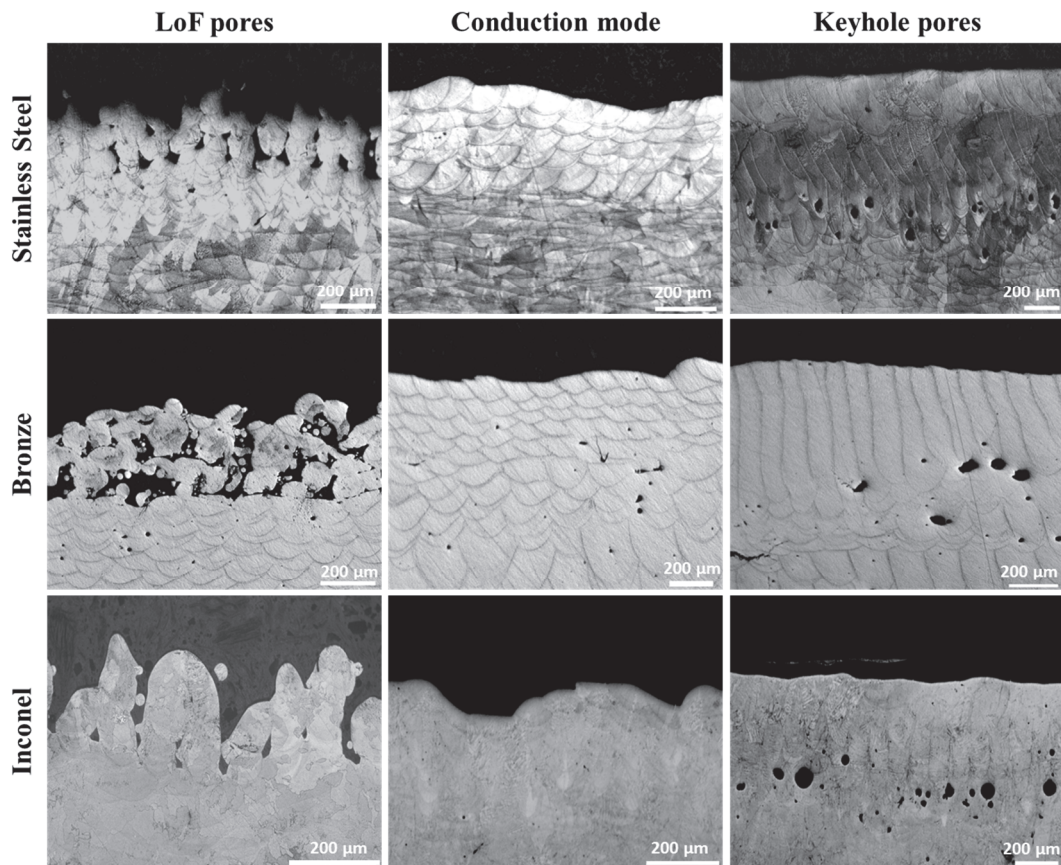 LoF pores
Conduction mode
Keyhole pores
Stainless Steel
200 µm
200 µm
200 µm
Bronze
200 µm
200 µm
200 µm
Inconel
200 µm
200 µm
200 µm